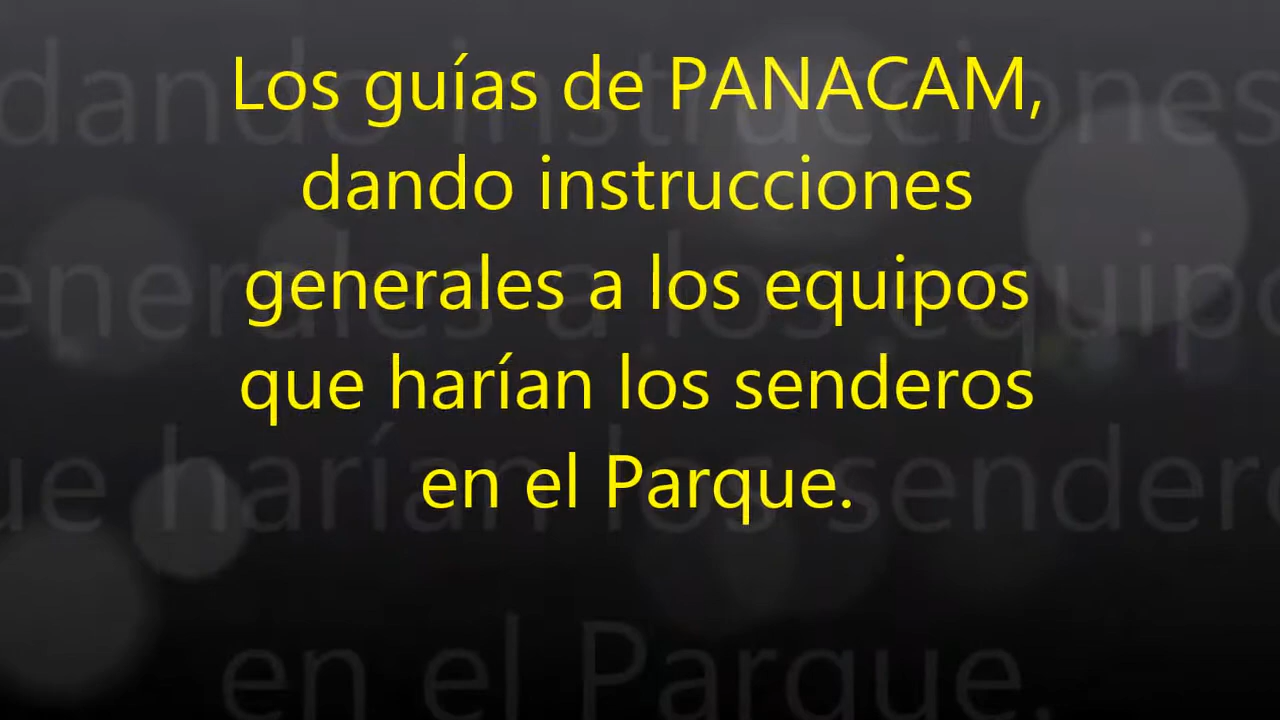 Los guías de PANACAM,
dando instrucciones
generales a los equipos
que harían los senderos
en el Parque.